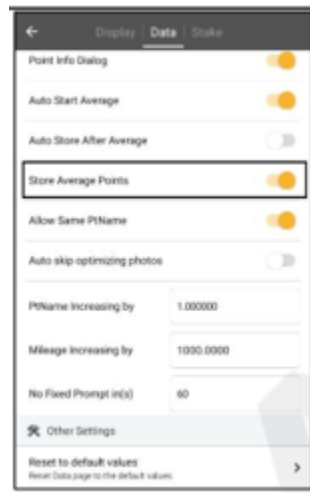 Display | Data | Stake
Point Info Dialog
Auto Start Average
Auto Store After Average
Store Average Points
Allow Same PtName
Auto skip optimizing photos
PtName Increasing by 1.000000
Mileage Increasing by 1000.0000
No Fixed Prompt in(s) 60
Other Settings
Reset to default values
Reset Data page to the default values